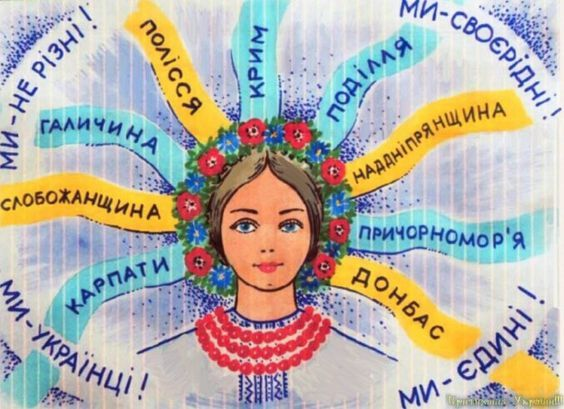 МИ-НЕ РІЗНІ!
МИ-СВОЄРІДНІ!
ПОЛІССЯ
КРИМ
ПОДІЛЛЯ
ГАЛИЧИНА
НАДДНІПРЯНЩИНА
СЛОБОЖАНЩИНА
ПРИЧОРНОМОР'Я
КАРПАТИ
ДОНБАС
МИ-УКРАЇНЦІ!
МИ-ЄДИНІ!